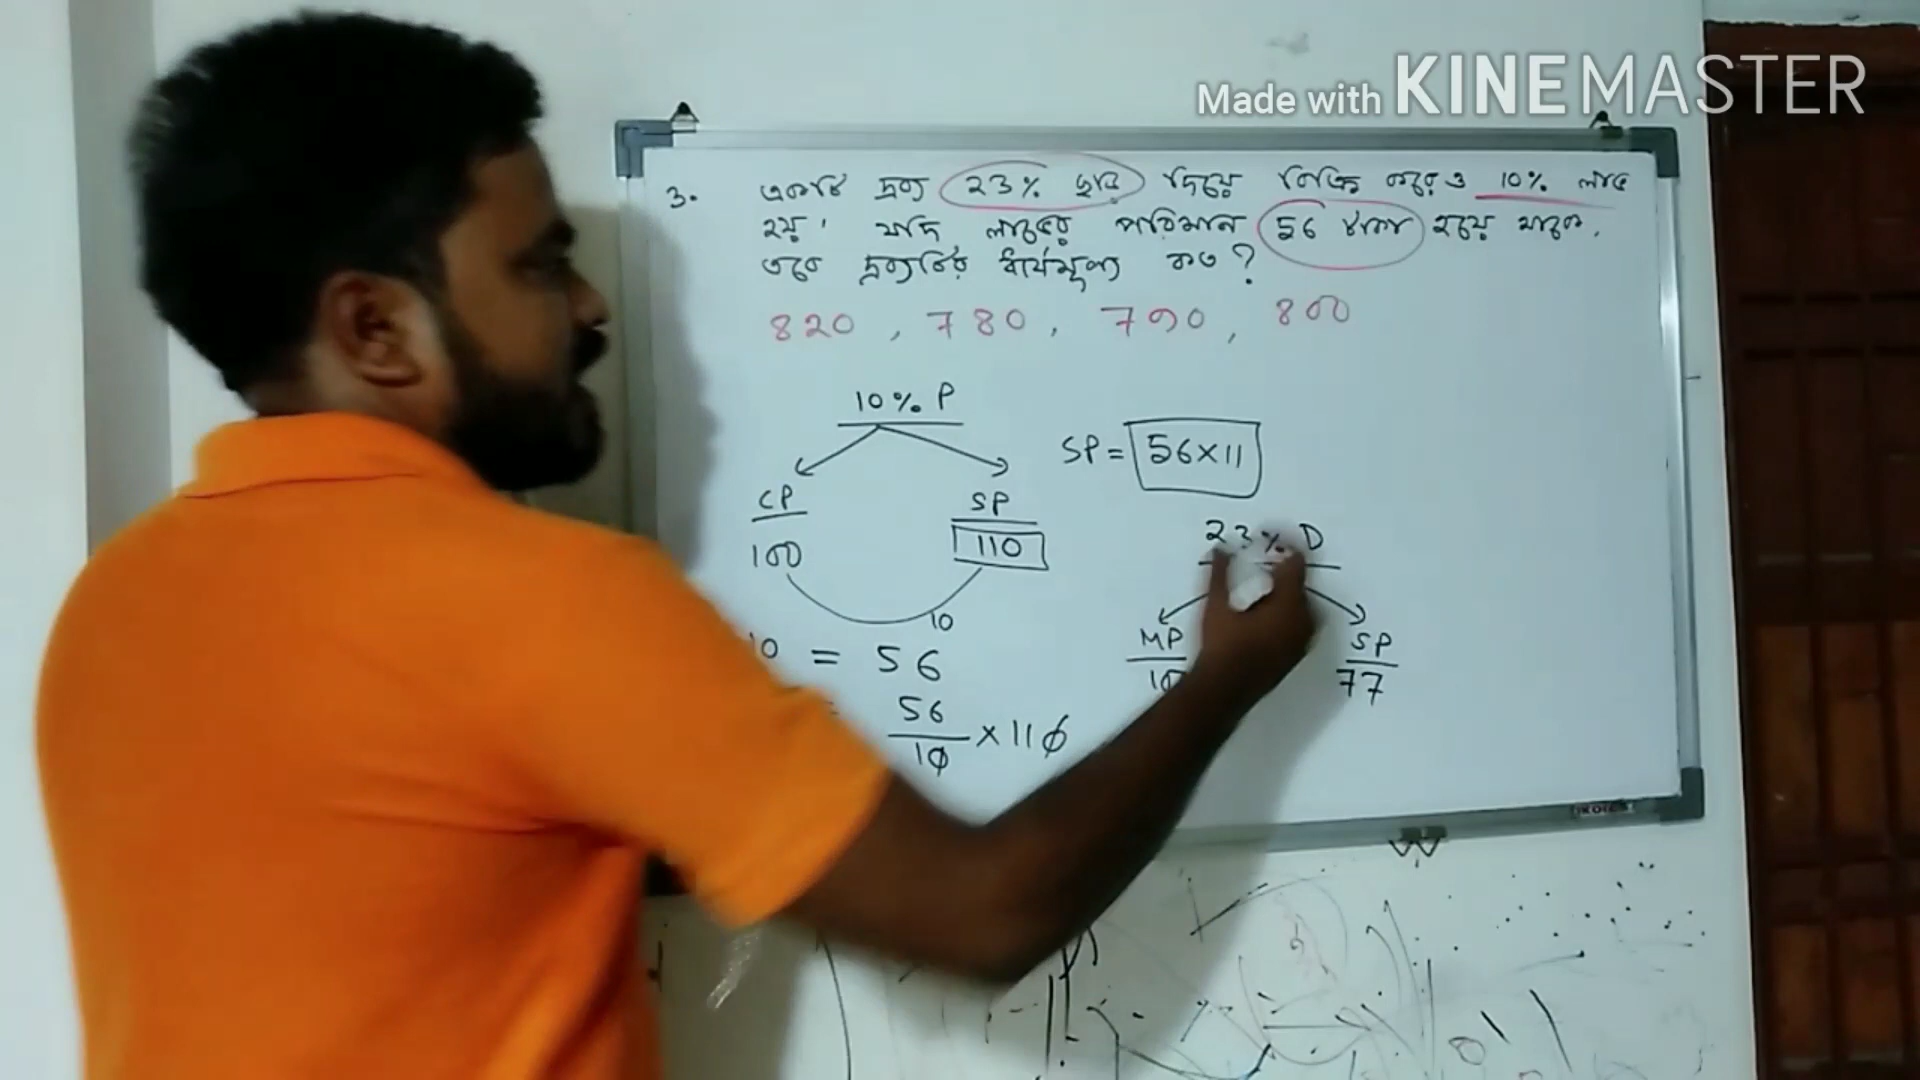 Made with KINEMASTER
3. একটি দ্রব্য 23% ছাড় দিয়ে বিক্রি করেও 10% লাভ
হয়। যদি লাভের পরিমান 56 টাকা হয়ে থাকে,
তবে দ্রব্যটির ধার্যমূল্য কত?
820, 780, 790, 800
10% P
CP SP
100 110
10
SP = 56×11
23% D
MP SP
77
10 = 56
= 56/10 × 110